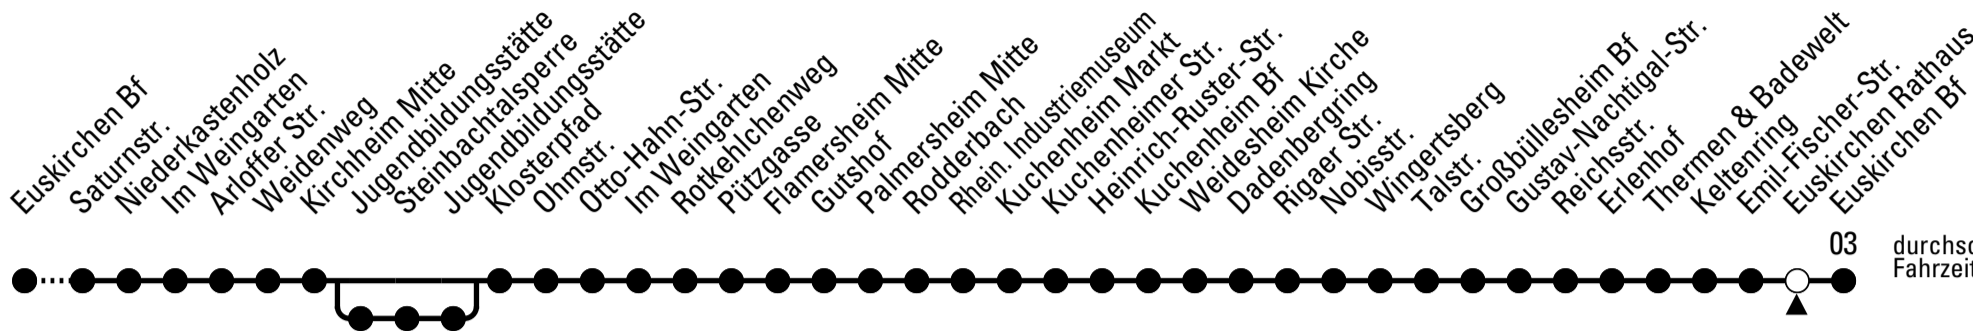 Euskirchen Bf
Saturnstr.
Niederkastenholz
Im Weingarten
Arloffer Str.
Weidenweg
Kirchheim Mitte
Jugendbildungsstätte
Steinbachtalsperre
Jugendbildungsstätte
Klosterpfad
Ohmstr.
Otto-Hahn-Str.
Im Weingarten
Rotkehlchenweg
Pützgasse
Flamersheim Mitte
Gutshof
Palmersheim Mitte
Rodderbach
Rhein. Industriemuseum
Kuchenheim Markt
Kuchenheimer Str.
Heinrich-Ruster-Str.
Kuchenheim Bf
Weidesheim Kirche
Dadenbergring
Rigaer Str.
Nobisstr.
Wingertsberg
Talstr.
Großbüllesheim Bf
Gustav-Nachtigal-Str.
Reichsstr.
Erlenhof
Thermen & Badewelt
Keltenring
Emil-Fischer-Str.
Euskirchen Rathaus
Euskirchen Bf
03
Fahrzeit